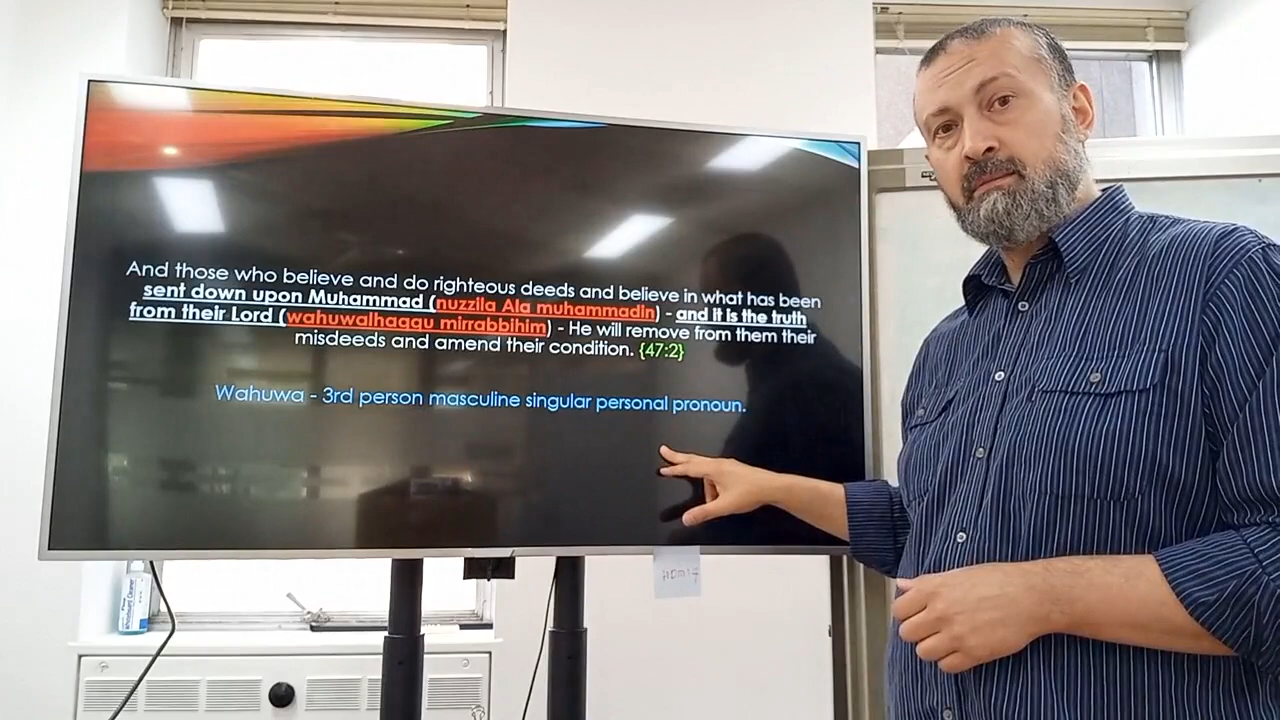 And those who believe and do righteous deeds and believe in what has been
sent down upon Muhammad (nuzzila Ala muhammadin) - and it is the truth
from their Lord (wahuwalhaqqu mirrabbihim) - He will remove from them their
misdeeds and amend their condition. {47:2}
Wahuwa - 3rd person masculine singular personal pronoun.